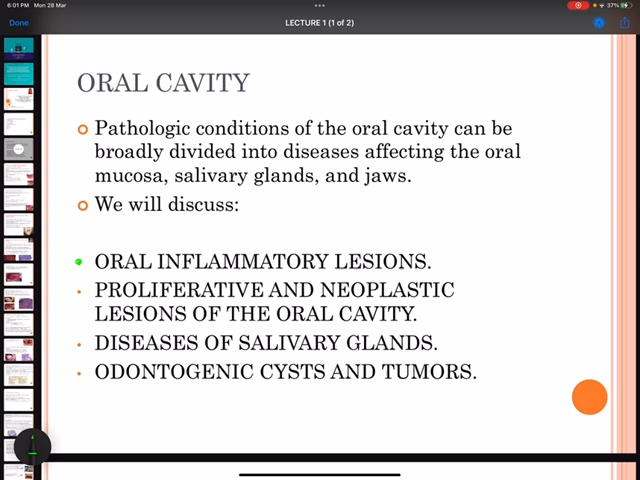 6:01 PM Mon 28 Mar
37%
Done
LECTURE 1 (1 of 2)
ORAL CAVITY
Pathologic conditions of the oral cavity can be
broadly divided into diseases affecting the oral
mucosa, salivary glands, and jaws.
We will discuss:
ORAL INFLAMMATORY LESIONS.
PROLIFERATIVE AND NEOPLASTIC
LESIONS OF THE ORAL CAVITY.
DISEASES OF SALIVARY GLANDS.
ODONTOGENIC CYSTS AND TUMORS.